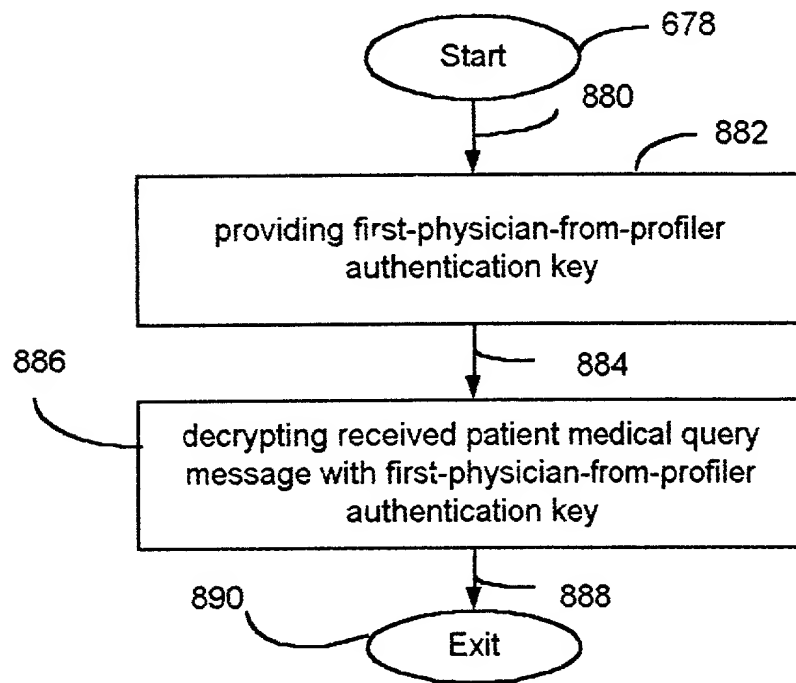 678
Start
880
882
providing first-physician-from-profiler
authentication key
884
886
decrypting received patient medical query
message with first-physician-from-profiler
authentication key
888
890
Exit